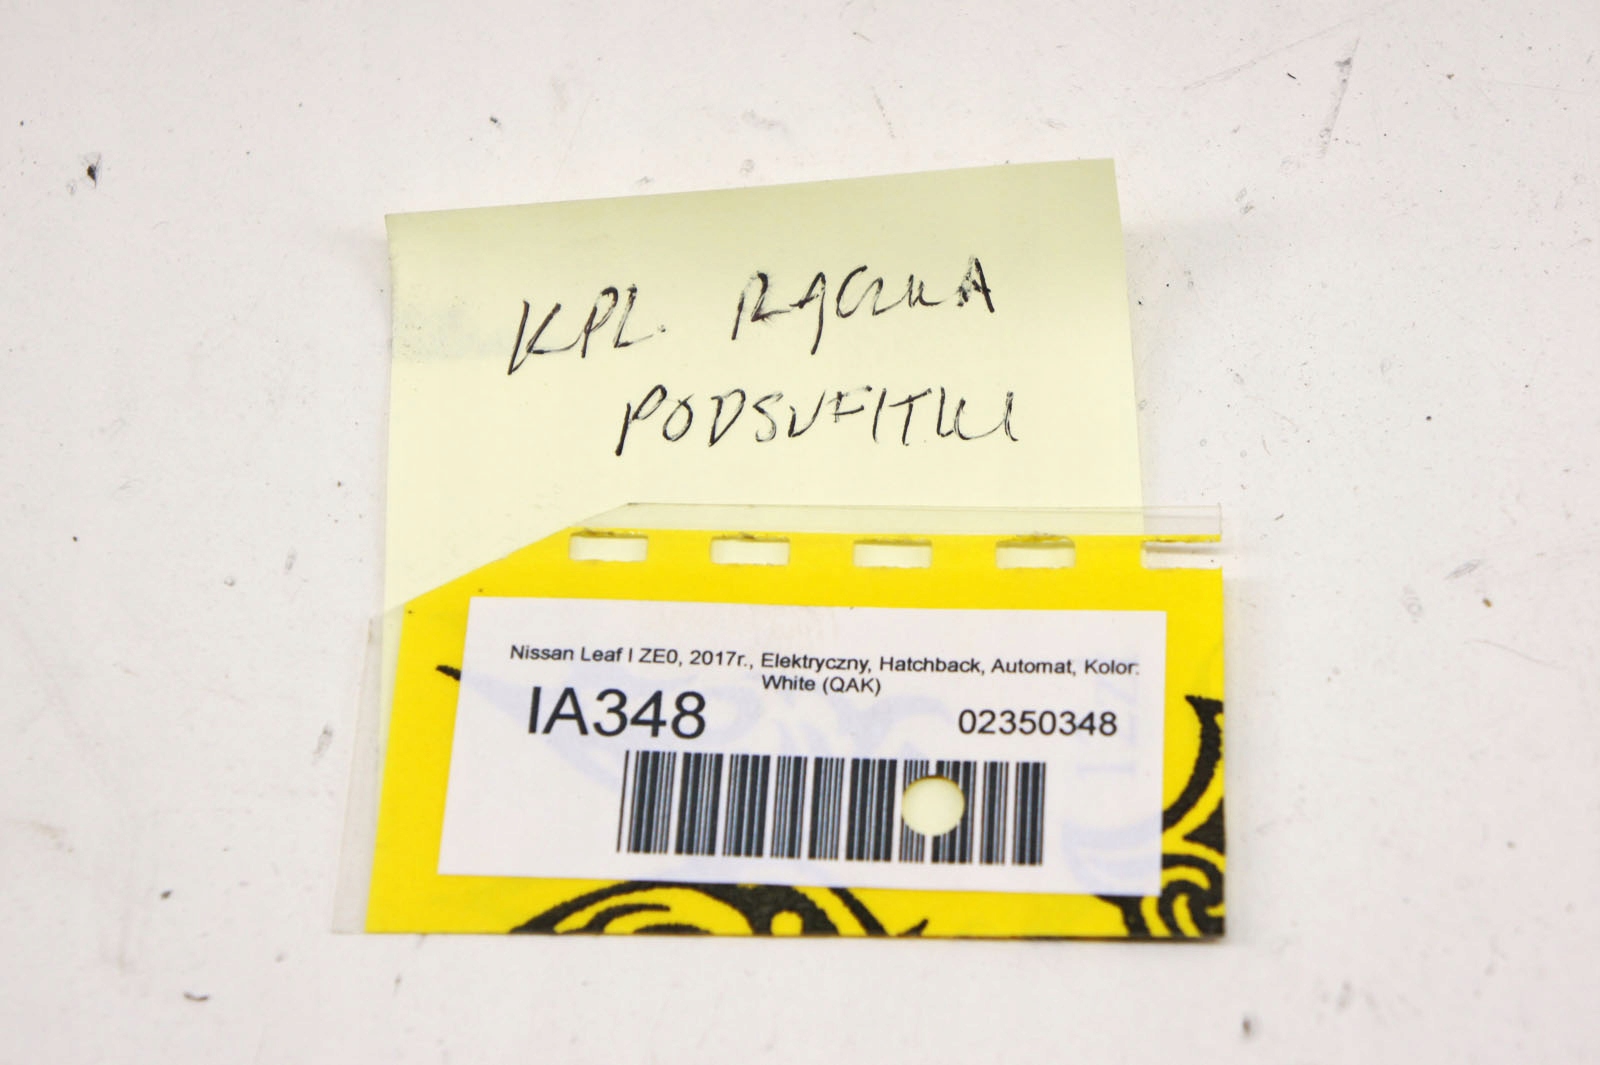 KPL. RĄCZKA
PODSUFITKI
Nissan Leaf I ZE0, 2017r., Elektryczny, Hatchback, Automat, Kolor:
White (QAK)
IA348
02350348